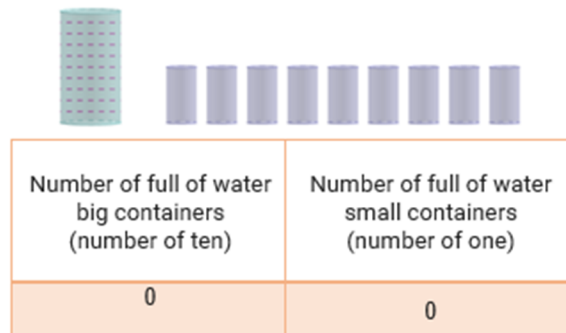 Number of full of water
big containers
(number of ten)
Number of full of water
small containers
(number of one)
0
0